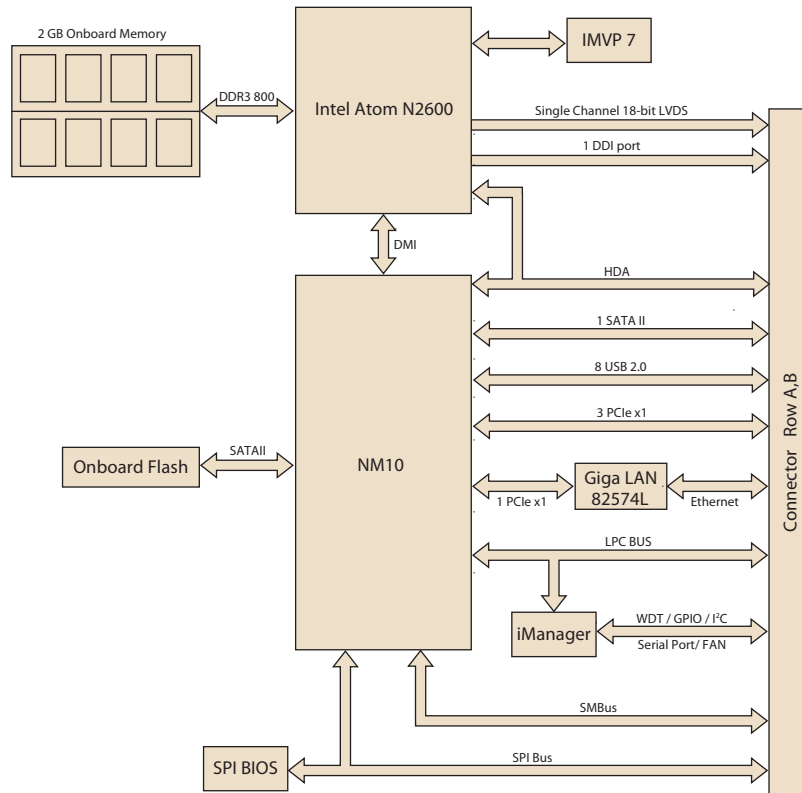 2 GB Onboard Memory
DDR3 800
Intel Atom N2600
IMVP 7
Single Channel 18-bit LVDS
1 DDI port
DMI
HDA
1 SATA II
8 USB 2.0
3 PCIe x1
Onboard Flash
SATAII
NM10
1 PCIe x1
Giga LAN
82574L
Ethernet
LPC BUS
iManager
WDT / GPIO / I²C
Serial Port/ FAN
SMBus
SPI BIOS
SPI Bus
Connector Row A,B